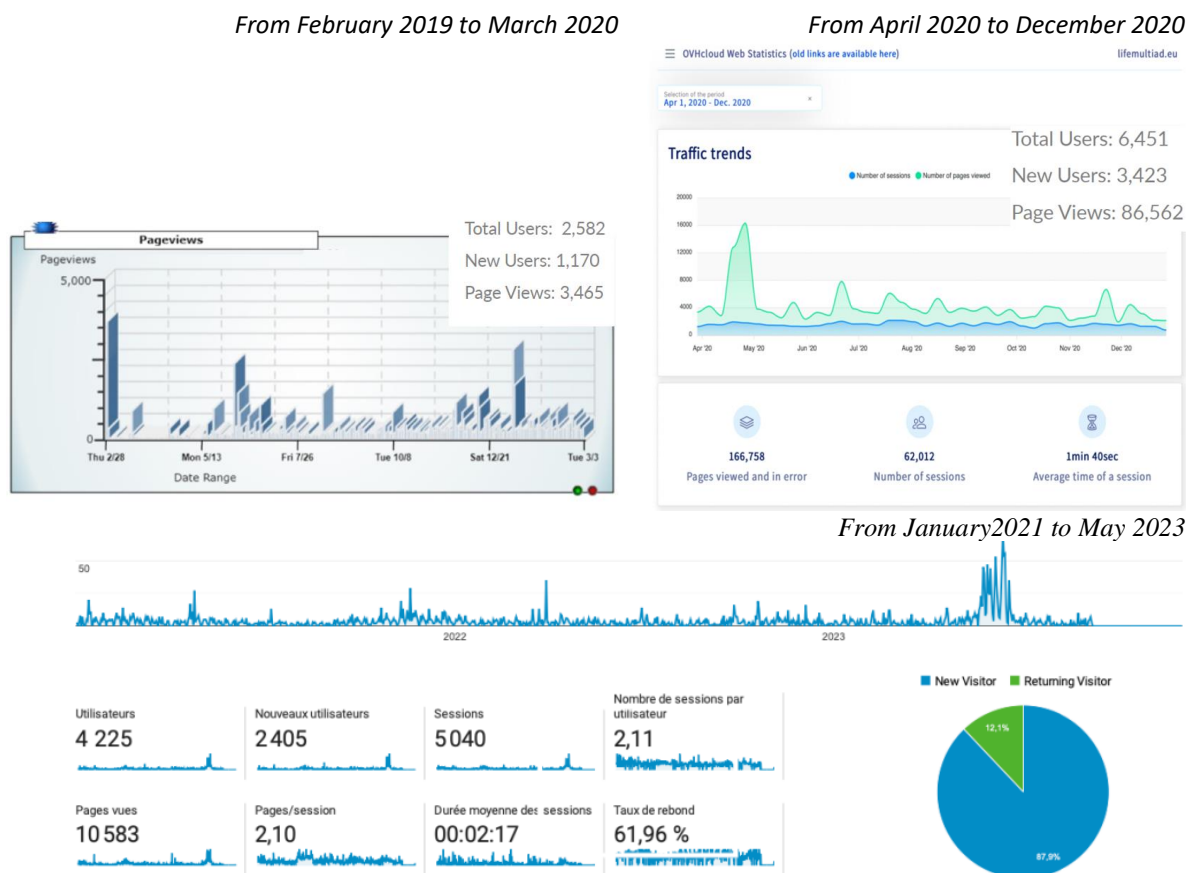 From February 2019 to March 2020
From April 2020 to December 2020
OVHcloud Web Statistics (old links are available here)
lifemultiad.eu
Selection of the period
Apr 1, 2020 - Dec. 2020
×
Traffic trends
Total Users: 6,451
New Users: 3,423
Page Views: 86,562
Number of sessions
Number of pages viewed
20000
16000
12000
8000
4000
0
Apr '20
May '20
Jun '20
Jul '20
Aug '20
Sep '20
Oct '20
Nov '20
Dec '20
Pageviews
Pageviews
Total Users: 2,582
New Users: 1,170
Page Views: 3,465
5,000
0
Thu 2/28
Mon 5/13
Fri 7/26
Tue 10/8
Sat 12/21
Tue 3/3
Date Range
166,758
Pages viewed and in error
62,012
Number of sessions
1min 40sec
Average time of a session
From January2021 to May 2023
50
2022
2023
New Visitor
Returning Visitor
Utilisateurs
4 225
Nouveaux utilisateurs
2 405
Sessions
5 040
Nombre de sessions par
utilisateur
2,11
12,1%
Pages vues
10 583
Pages/session
2,10
Durée moyenne des sessions
00:02:17
Taux de rebond
61,96 %
87,9%